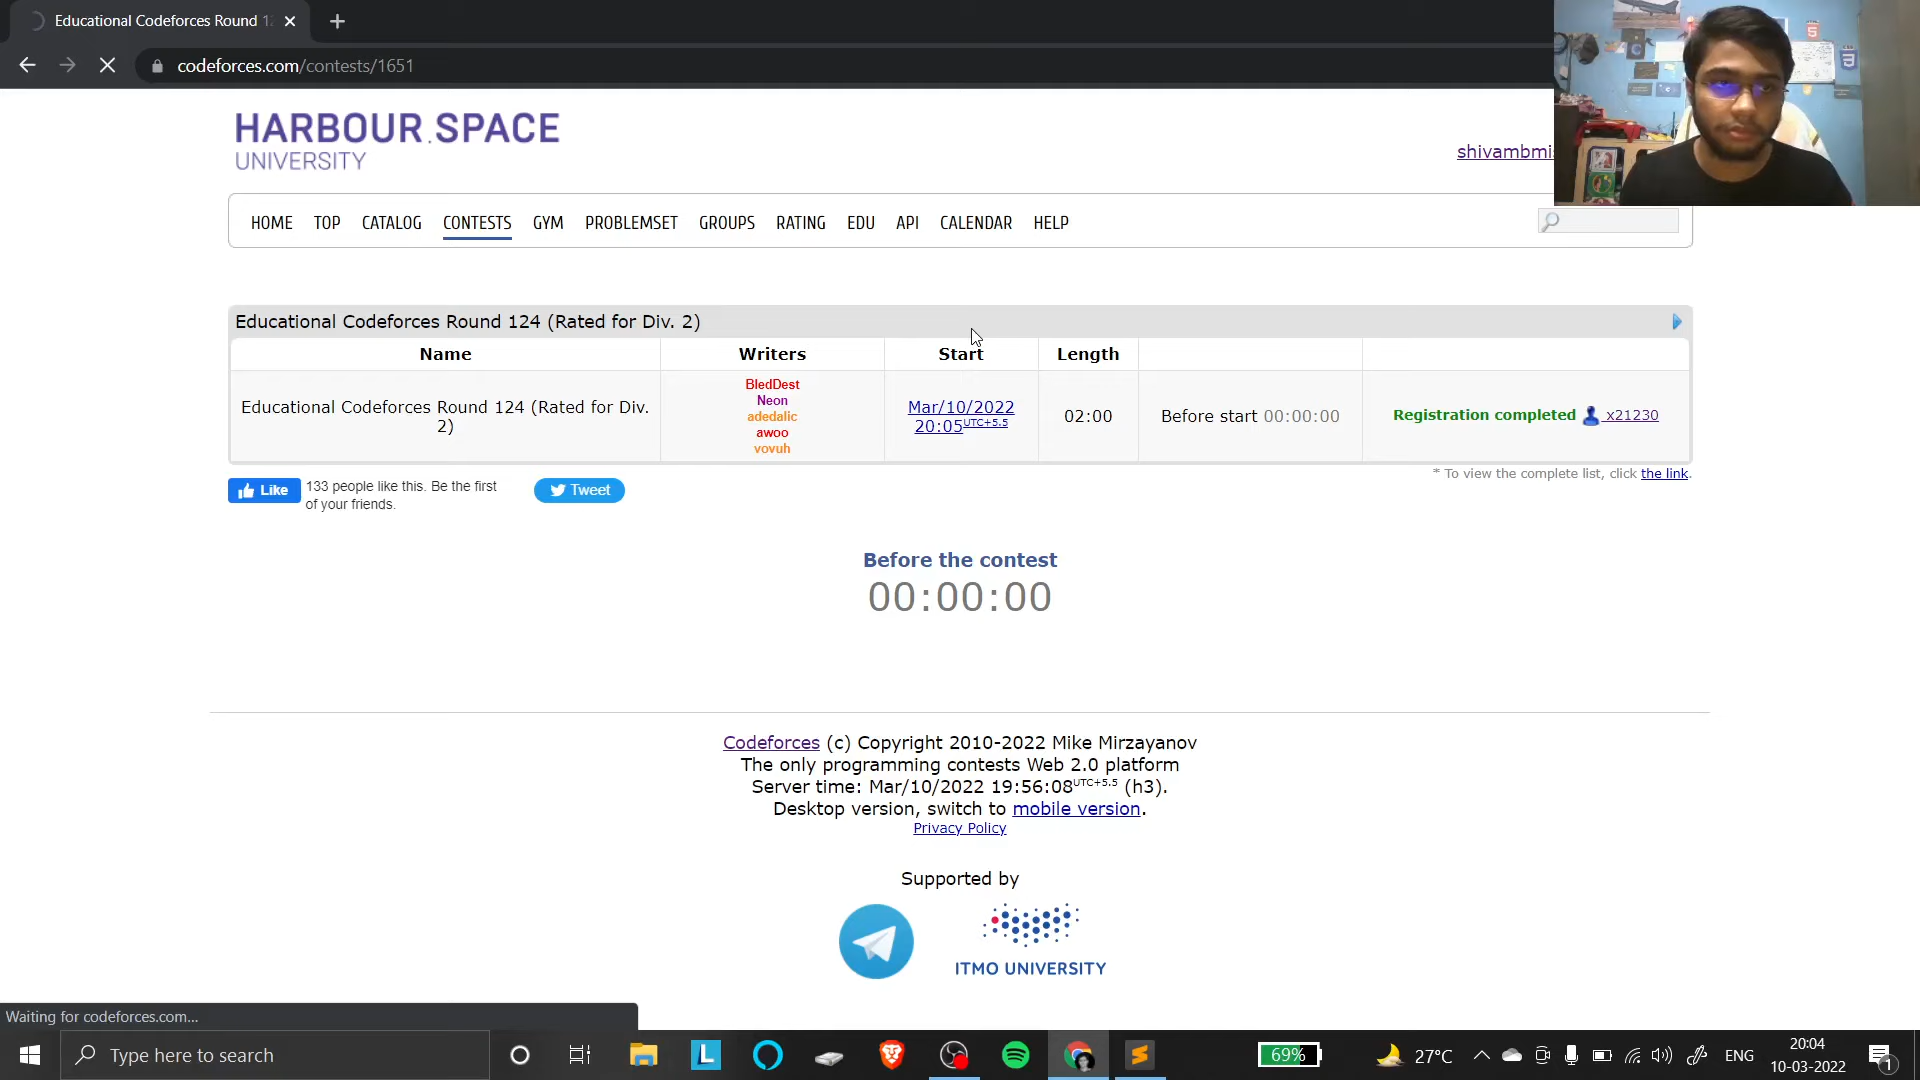 Educational Codeforces Round 1
codeforces.com/contests/1651
HARBOUR.SPACE
UNIVERSITY
shivambmi
HOME TOP CATALOG CONTESTS GYM PROBLEMSET GROUPS RATING EDU API CALENDAR HELP
Educational Codeforces Round 124 (Rated for Div. 2)
Name Writers Start Length
Educational Codeforces Round 124 (Rated for Div.
2)
BledDest
Neon
adedalic
awoo
vovuh
Mar/10/2022
20:05 UTC+5.5
02:00
Before start 00:00:00
Registration completed x21230
* To view the complete list, click the link.
Like
133 people like this. Be the first
of your friends.
Tweet
Before the contest
00:00:00
Codeforces (c) Copyright 2010-2022 Mike Mirzayanov
The only programming contests Web 2.0 platform
Server time: Mar/10/2022 19:56:08 UTC+5.5 (h3).
Desktop version, switch to mobile version.
Privacy Policy
Supported by
ITMO UNIVERSITY
Waiting for codeforces.com...
Type here to search
L
69%
27°C
ENG
20:04
10-03-2022
1